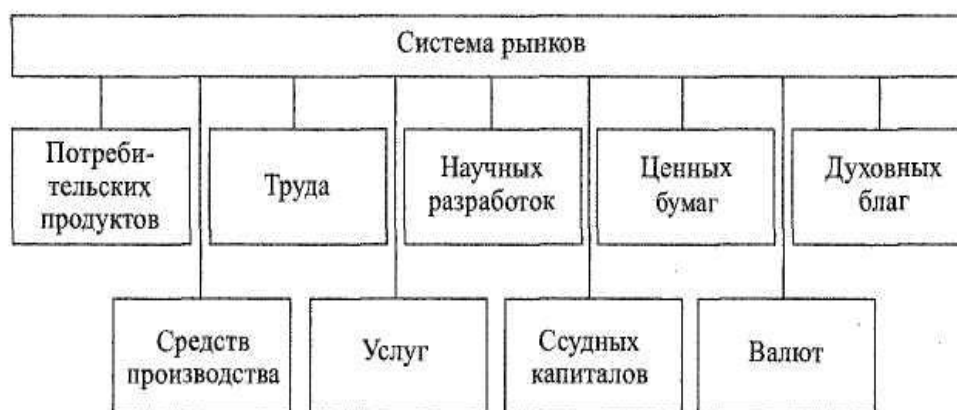 Система рынков
Потреби-
тельских
продуктов
Труда
Научных
разработок
Ценных
бумаг
Духовных
благ
Средств
производства
Услуг
Ссудных
капиталов
Валют